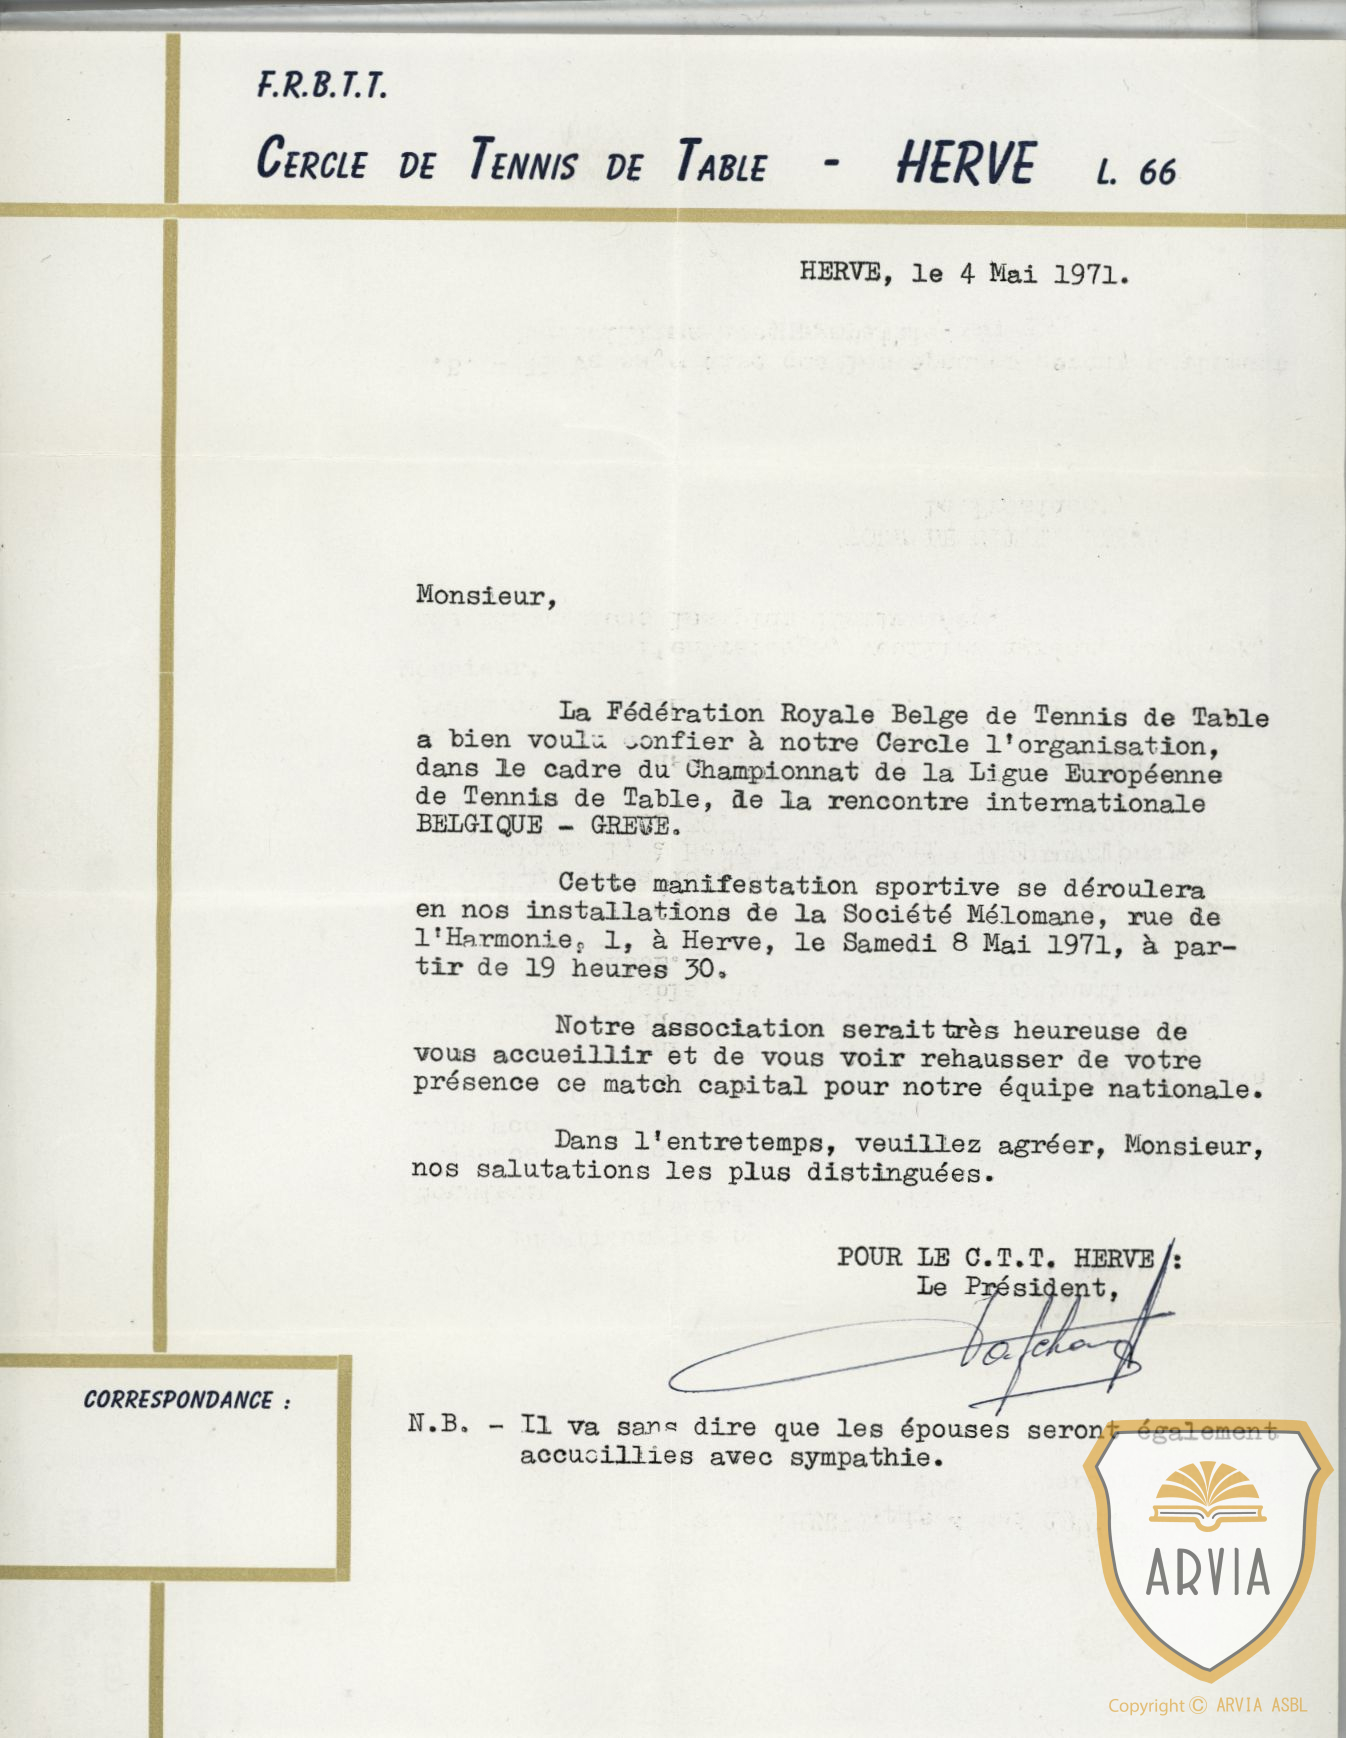 F.R.B.T.T.
CERCLE DE TENNIS DE TABLE - HERVE L. 66
HERVE, le 4 Mai 1971.
Monsieur,
La Fédération Royale Belge de Tennis de Table
a bien voulu confier à notre Cercle l'organisation,
dans le cadre du Championnat de la Ligue Européenne
de Tennis de Table, de la rencontre internationale
BELGIQUE - GREVE.
Cette manifestation sportive se déroulera
en nos installations de la Société Mélomane, rue de
l'Harmonie, 1, à Herve, le Samedi 8 Mai 1971, à par-
tir de 19 heures 30.
Notre association serait très heureuse de
vous accueillir et de vous voir rehausser de votre
présence ce match capital pour notre équipe nationale.
Dans l'entretemps, veuillez agréer, Monsieur,
nos salutations les plus distinguées.
POUR LE C.T.T. HERVE :
Le Président,
CORRESPONDANCE :
N.B. - Il va sans dire que les épouses seront également
accueillies avec sympathie.
ARVIA
Copyright © ARVIA ASBL